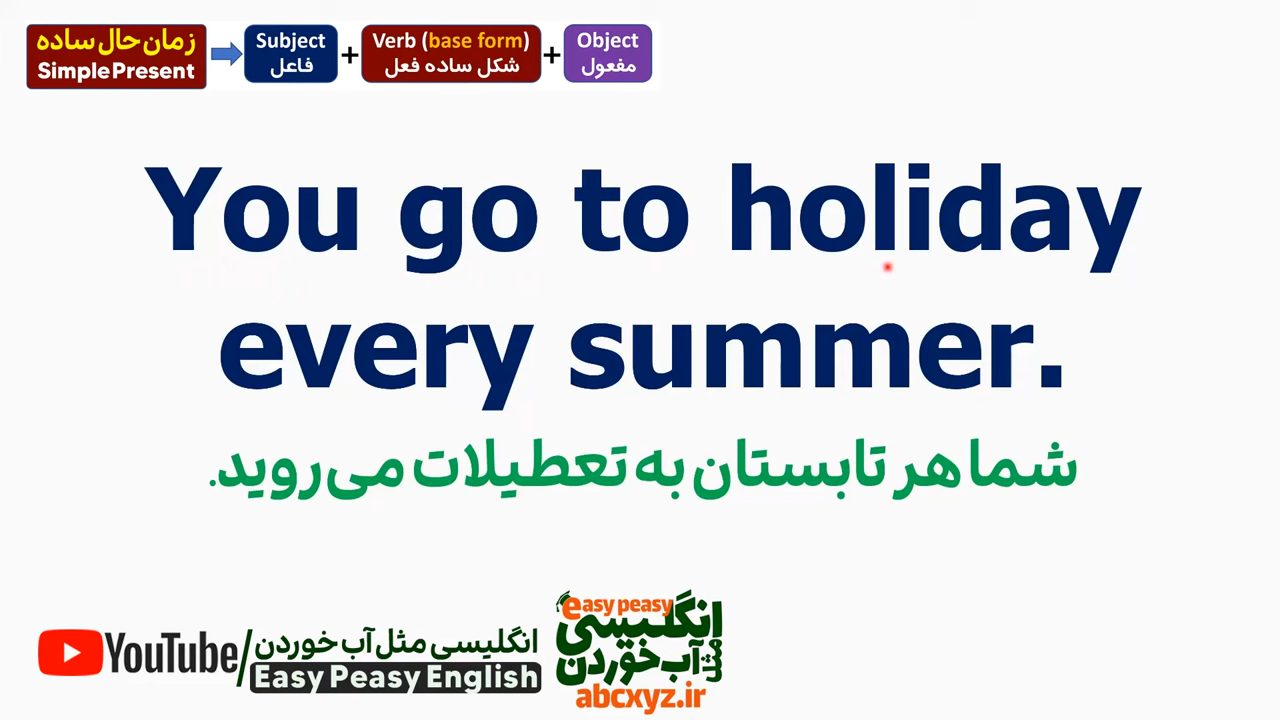 زمان حال ساده
Simple Present
Subject
فاعل
+
Verb (base form)
شکل ساده فعل
+
Object
مفعول
You go to holiday
every summer.
شما هر تابستان به تعطیلات می‌روید.
YouTube/
انگلیسی مثل آب خوردن
Easy Peasy English
easy peasy
انگلیسی
مثل
آب خوردن
abcxyz.ir